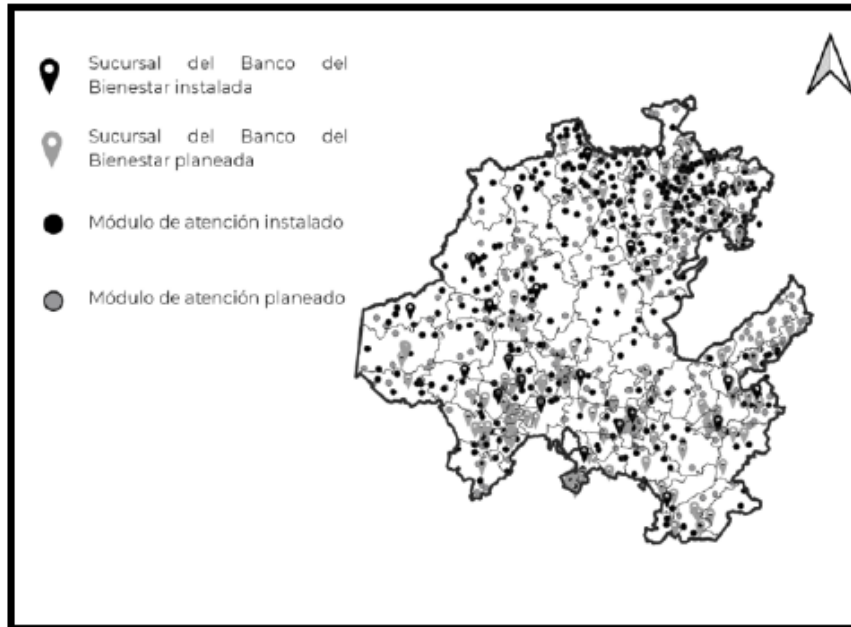 Sucursal del Banco del
Bienestar instalada
Sucursal del Banco del
Bienestar planeada
Módulo de atención instalado
Módulo de atención planeado